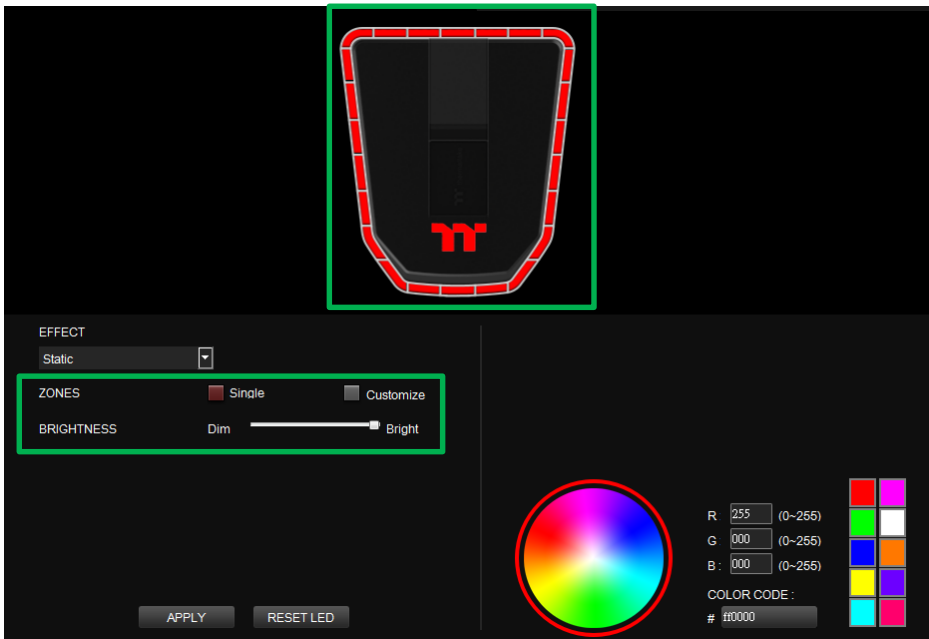 EFFECT
Static
ZONES Single Customize
BRIGHTNESS Dim Bright
R 255 (0~255)
G 000 (0~255)
B : 000 (0~255)
COLOR CODE :
# ff0000
APPLY RESET LED